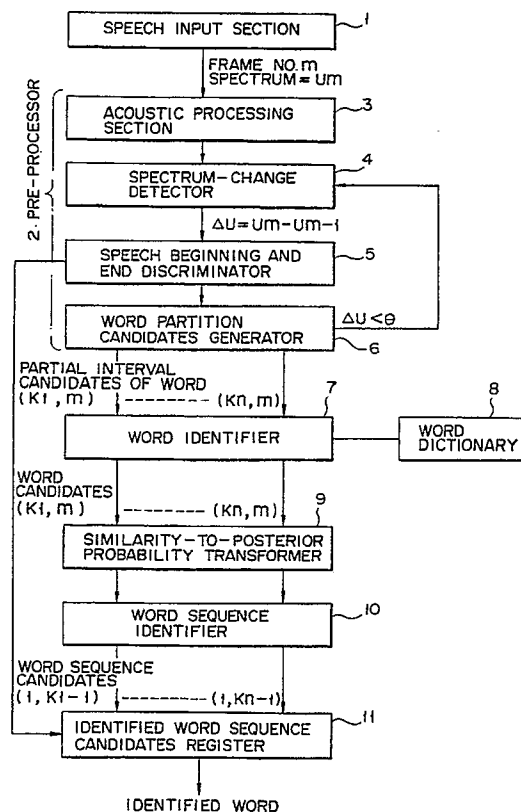 SPEECH INPUT SECTION
1
FRAME NO. m
SPECTRUM = Um
2. PRE-PROCESSOR
3
ACOUSTIC PROCESSING
SECTION
4
SPECTRUM-CHANGE
DETECTOR
ΔU = Um-Um-1
SPEECH BEGINNING AND
END DISCRIMINATOR
5
WORD PARTITION
CANDIDATES GENERATOR
ΔU < θ
6
PARTIAL INTERVAL
CANDIDATES OF WORD
(K1, m) --------- (Kn, m)
7
8
WORD IDENTIFIER
WORD
DICTIONARY
WORD
CANDIDATES
(K1, m) --------- (Kn, m)
9
SIMILARITY-TO-POSTERIOR
PROBABILITY TRANSFORMER
10
WORD SEQUENCE
IDENTIFIER
WORD SEQUENCE
CANDIDATES
(1, K1-1) --------- (1, Kn-1)
11
IDENTIFIED WORD SEQUENCE
CANDIDATES REGISTER
IDENTIFIED WORD